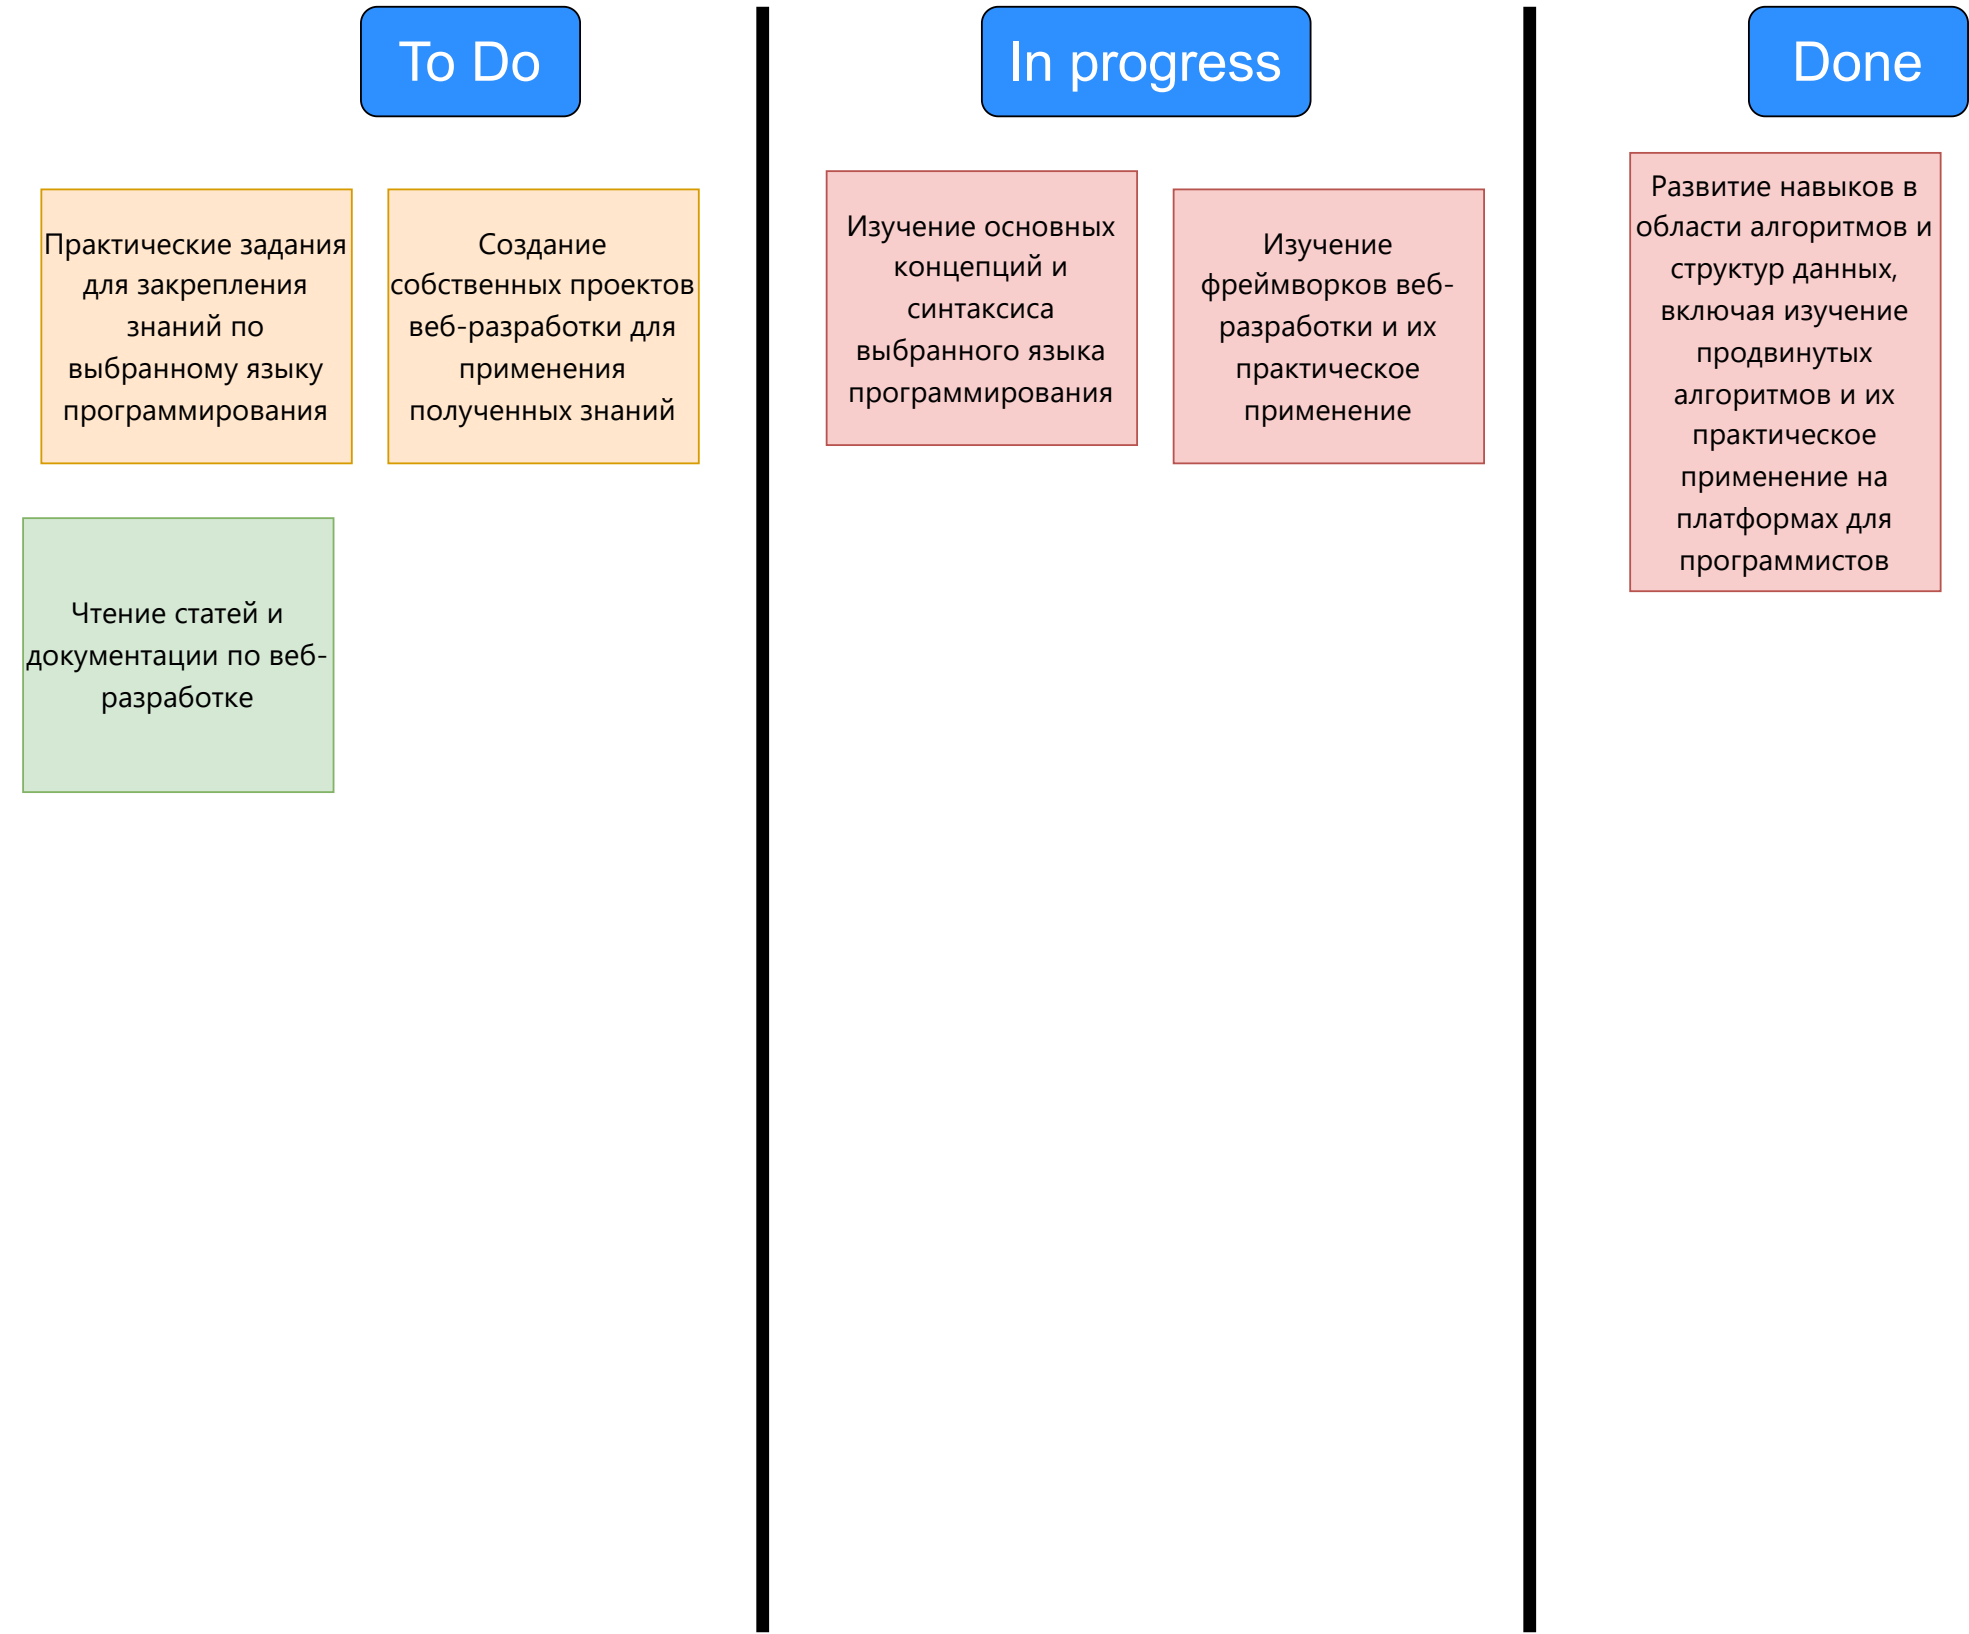 To Do
Практические задания
для закрепления
знаний по
выбранному языку
программирования
Создание
собственных проектов
веб-разработки для
применения
полученных знаний
Чтение статей и
документации по веб-
разработке
In progress
Изучение основных
концепций и
синтаксиса
выбранного языка
программирования
Изучение
фреймворков веб-
разработки и их
практическое
применение
Done
Развитие навыков в
области алгоритмов и
структур данных,
включая изучение
продвинутых
алгоритмов и их
практическое
применение на
платформах для
программистов